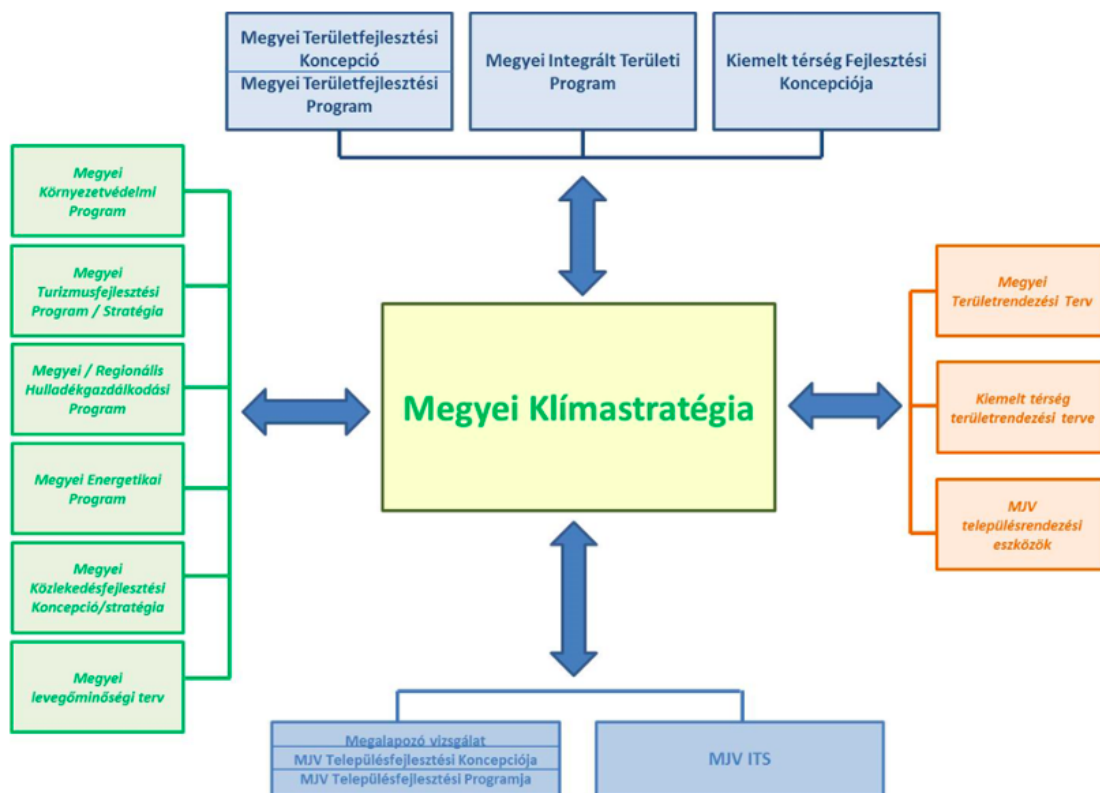 Megyei Területfejlesztési
Koncepció
Megyei Területfejlesztési
Program
Megyei Integrált Területi
Program
Kiemelt térség Fejlesztési
Koncepciója
Megyei
Környezetvédelmi
Program
Megyei
Turizmusfejlesztési
Program / Stratégia
Megyei / Regionális
Hulladékgazdálkodási
Program
Megyei Energetikai
Program
Megyei
Közlekedésfejlesztési
Koncepció/stratégia
Megyei
levegőminőségi terv
Megyei Klímastratégia
Megyei
Területrendezési Terv
Kiemelt térség
területrendezési terve
MJV
településrendezési
eszközök
Megalapozó vizsgálat
MJV Településfejlesztési Koncepciója
MJV Településfejlesztési Programja
MJV ITS